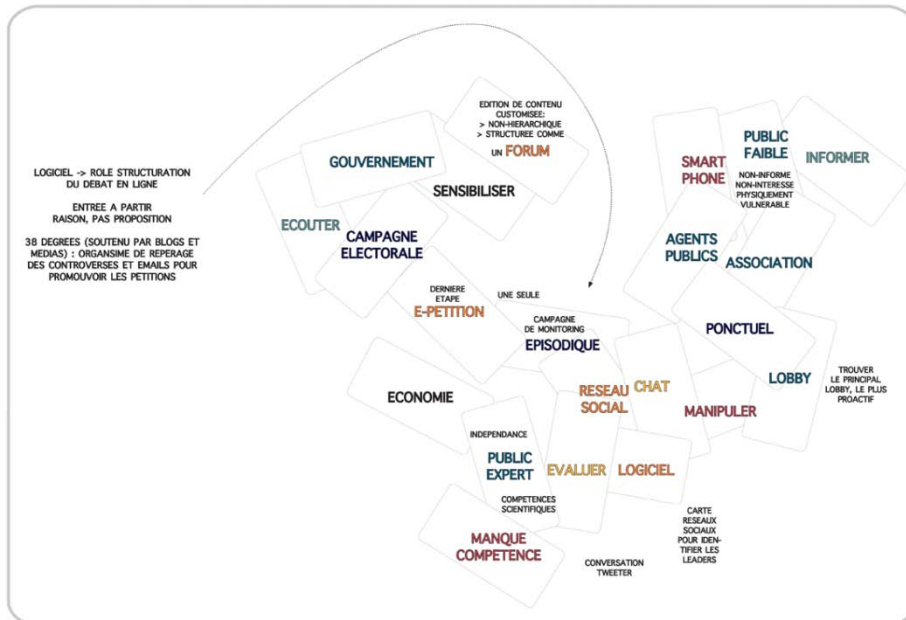 LOGICIEL -> ROLE STRUCTURATION
DU DEBAT EN LIGNE
ENTREE A PARTIR
RAISON, PAS PROPOSITION
38 DEGREES (SOUTENU PAR BLOGS ET
MEDIAS) : ORGANSIME DE REPERAGE
DES CONTROVERSES ET EMAILS POUR
PROMOUVOIR LES PETITIONS
EDITION DE CONTENU
CUSTOMISEE:
> NON-HIERARCHIQUE
> STRUCTUREE COMME
UN FORUM
GOUVERNEMENT
SENSIBILISER
ECOUTER
CAMPAGNE
ELECTORALE
DERNIERE
ETAPE
E-PETITION
UNE SEULE
CAMPAGNE
DE MONITORING
EPISODIQUE
ECONOMIE
RESEAU
SOCIAL
CHAT
MANIPULER
INDEPENDANCE
PUBLIC
EXPERT
COMPETENCES
SCIENTIFIQUES
EVALUER
LOGICIEL
MANQUE
COMPETENCE
CONVERSATION
TWEETER
CARTE
RESEAUX
SOCIAUX
POUR IDEN-
TIFIER LES
LEADERS
SMART
PHONE
PUBLIC
FAIBLE
NON-INFORME
NON-INTERESSE
PHYSIQUEMENT
VULNERABLE
INFORMER
AGENTS
PUBLICS
ASSOCIATION
PONCTUEL
LOBBY
TROUVER
LE PRINCIPAL
LOBBY, LE PLUS
PROACTIF